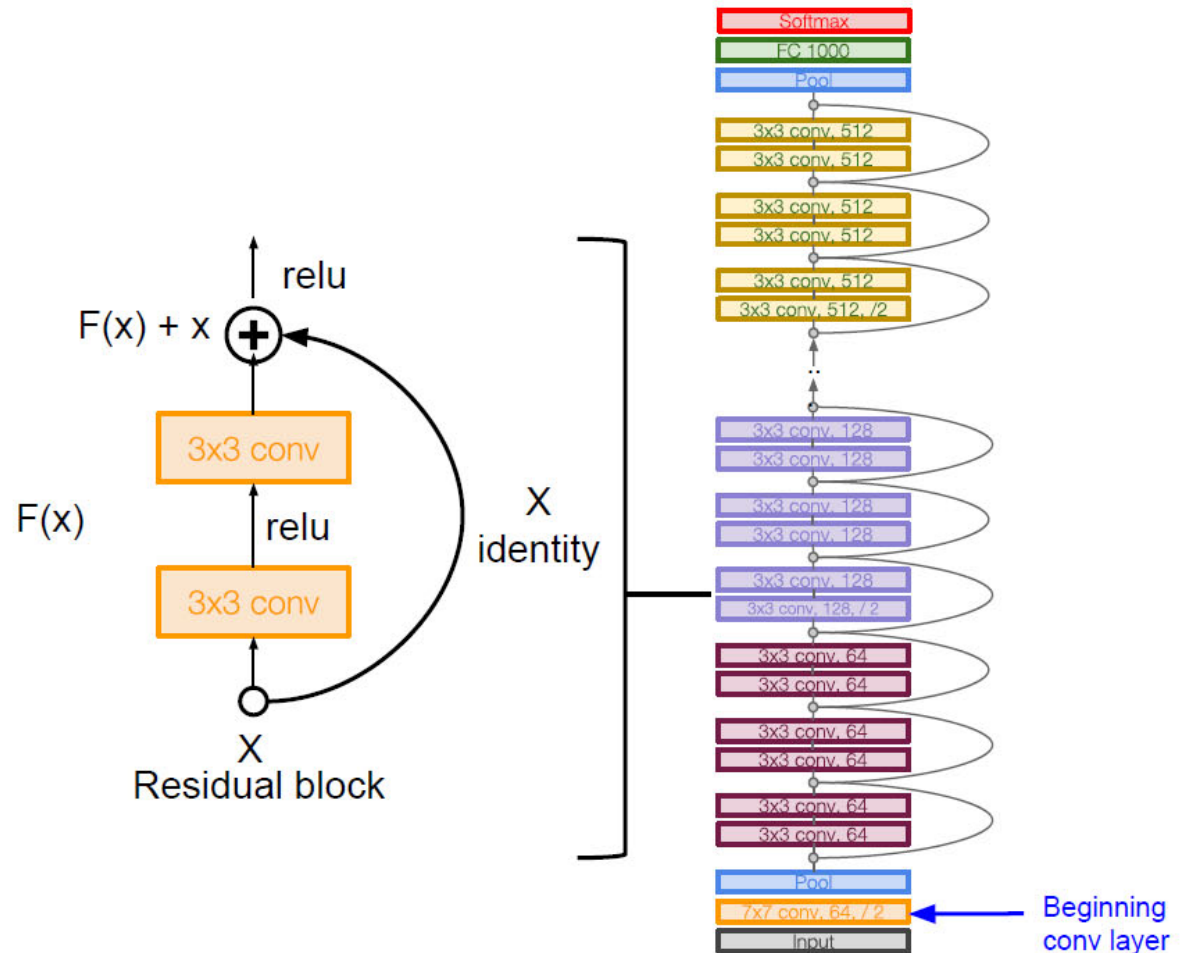 relu
F(x) + x
3x3 conv
F(x)
relu
X
identity
3x3 conv
X
Residual block
Softmax
FC 1000
Pool
3x3 conv, 512
3x3 conv, 512
3x3 conv, 512
3x3 conv, 512
3x3 conv, 512
3x3 conv, 512, /2
..
3x3 conv, 128
3x3 conv, 128
3x3 conv, 128
3x3 conv, 128
3x3 conv, 128
3x3 conv, 128, / 2
3x3 conv, 64
3x3 conv, 64
3x3 conv, 64
3x3 conv, 64
3x3 conv, 64
3x3 conv, 64
Pool
7x7 conv, 64, / 2
Input
Beginning
conv layer